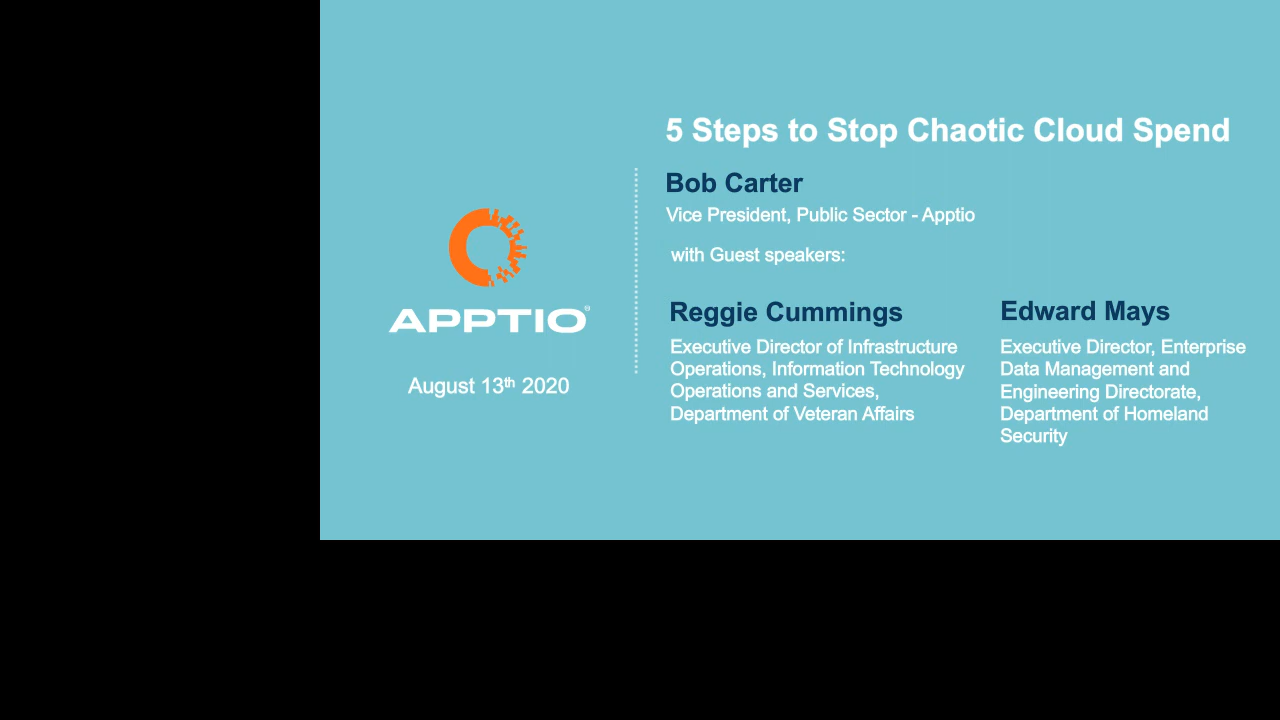 5 Steps to Stop Chaotic Cloud Spend
Bob Carter
Vice President, Public Sector - Apptio
with Guest speakers:
APPTIO®
August 13th 2020
Reggie Cummings
Executive Director of Infrastructure
Operations, Information Technology
Operations and Services,
Department of Veteran Affairs
Edward Mays
Executive Director, Enterprise
Data Management and
Engineering Directorate,
Department of Homeland
Security